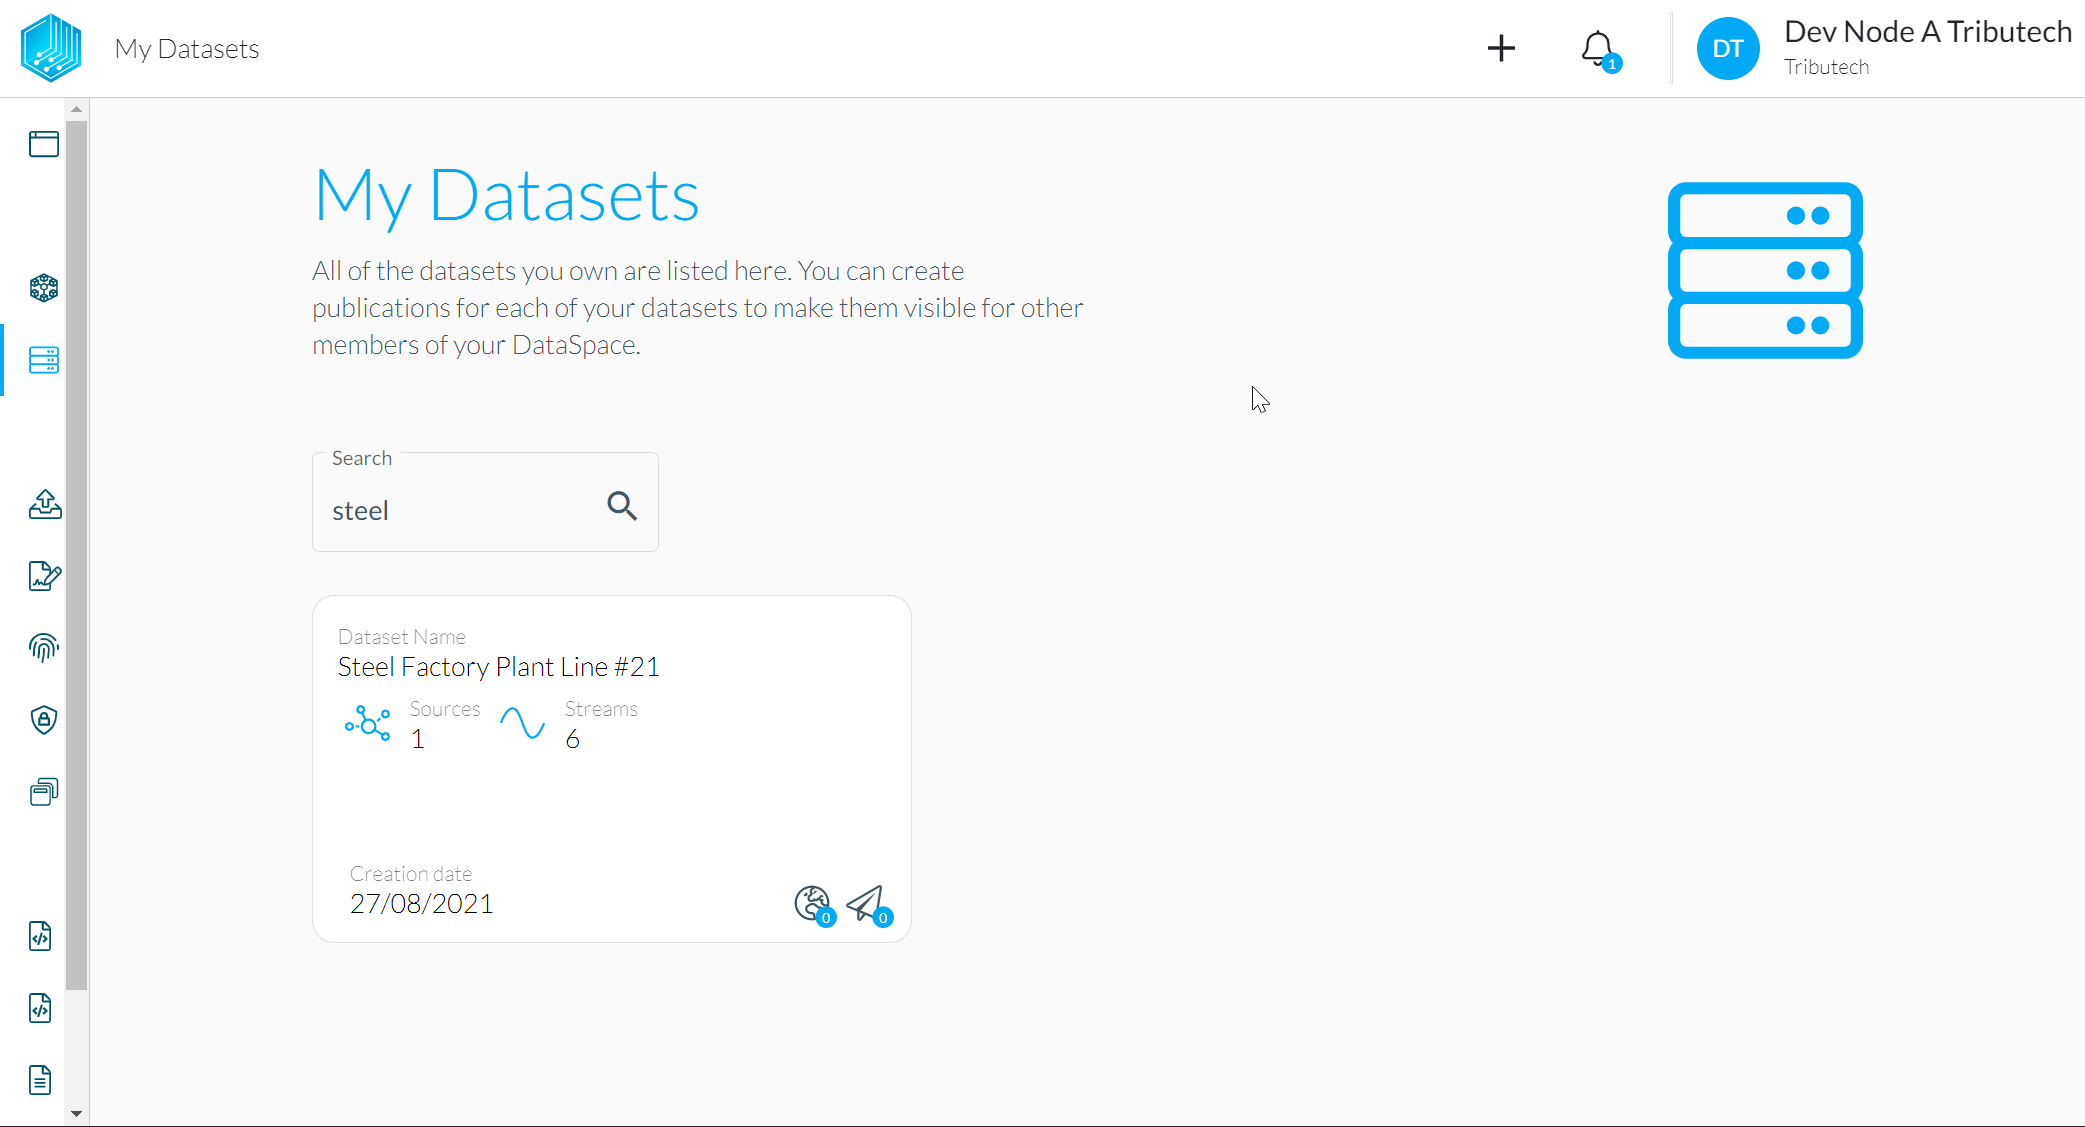 My Datasets
1
DT
Dev Node A Tributech
Tributech
My Datasets
All of the datasets you own are listed here. You can create
publications for each of your datasets to make them visible for other
members of your DataSpace.
Search
steel
Dataset Name
Steel Factory Plant Line #21
Sources
1
Streams
6
Creation date
27/08/2021
0
0